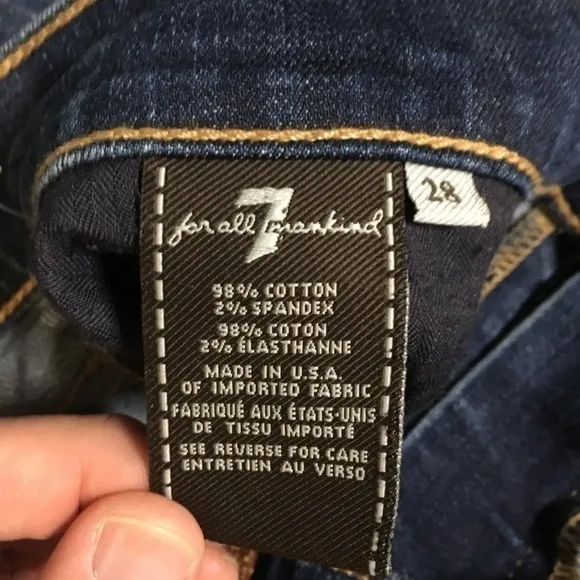 7
for all mankind
28
98% COTTON
2% SPANDEX
98% COTON
2% ÉLASTHANNE
MADE IN U.S.A.
OF IMPORTED FABRIC
FABRIQUÉ AUX ÉTATS-UNIS
DE TISSU IMPORTÉ
SEE REVERSE FOR CARE
ENTRETIEN AU VERSO